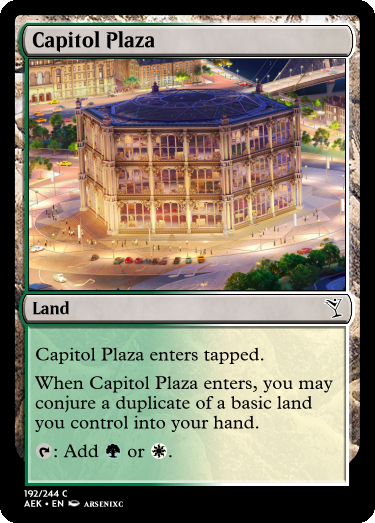 Capitol Plaza
Land
Capitol Plaza enters tapped.
When Capitol Plaza enters, you may
conjure a duplicate of a basic land
you control into your hand.
: Add or .
192/244 C
AEK • EN ARSENIXC